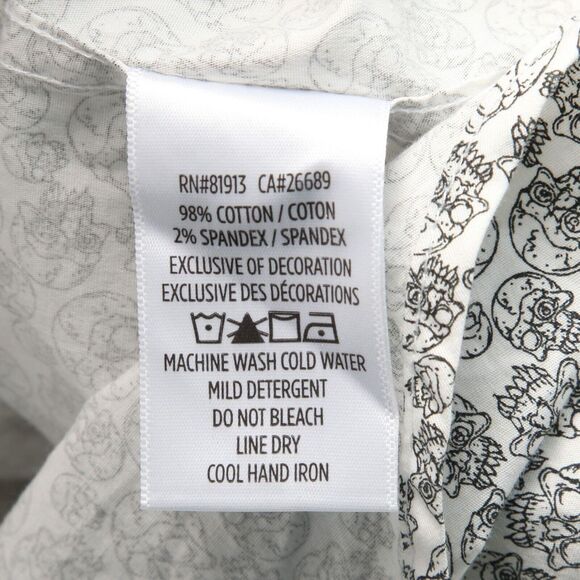 RN#81913 CA#26689
98% COTTON / COTON
2% SPANDEX / SPANDEX
EXCLUSIVE OF DECORATION
EXCLUSIVE DES DÉCORATIONS
MACHINE WASH COLD WATER
MILD DETERGENT
DO NOT BLEACH
LINE DRY
COOL HAND IRON